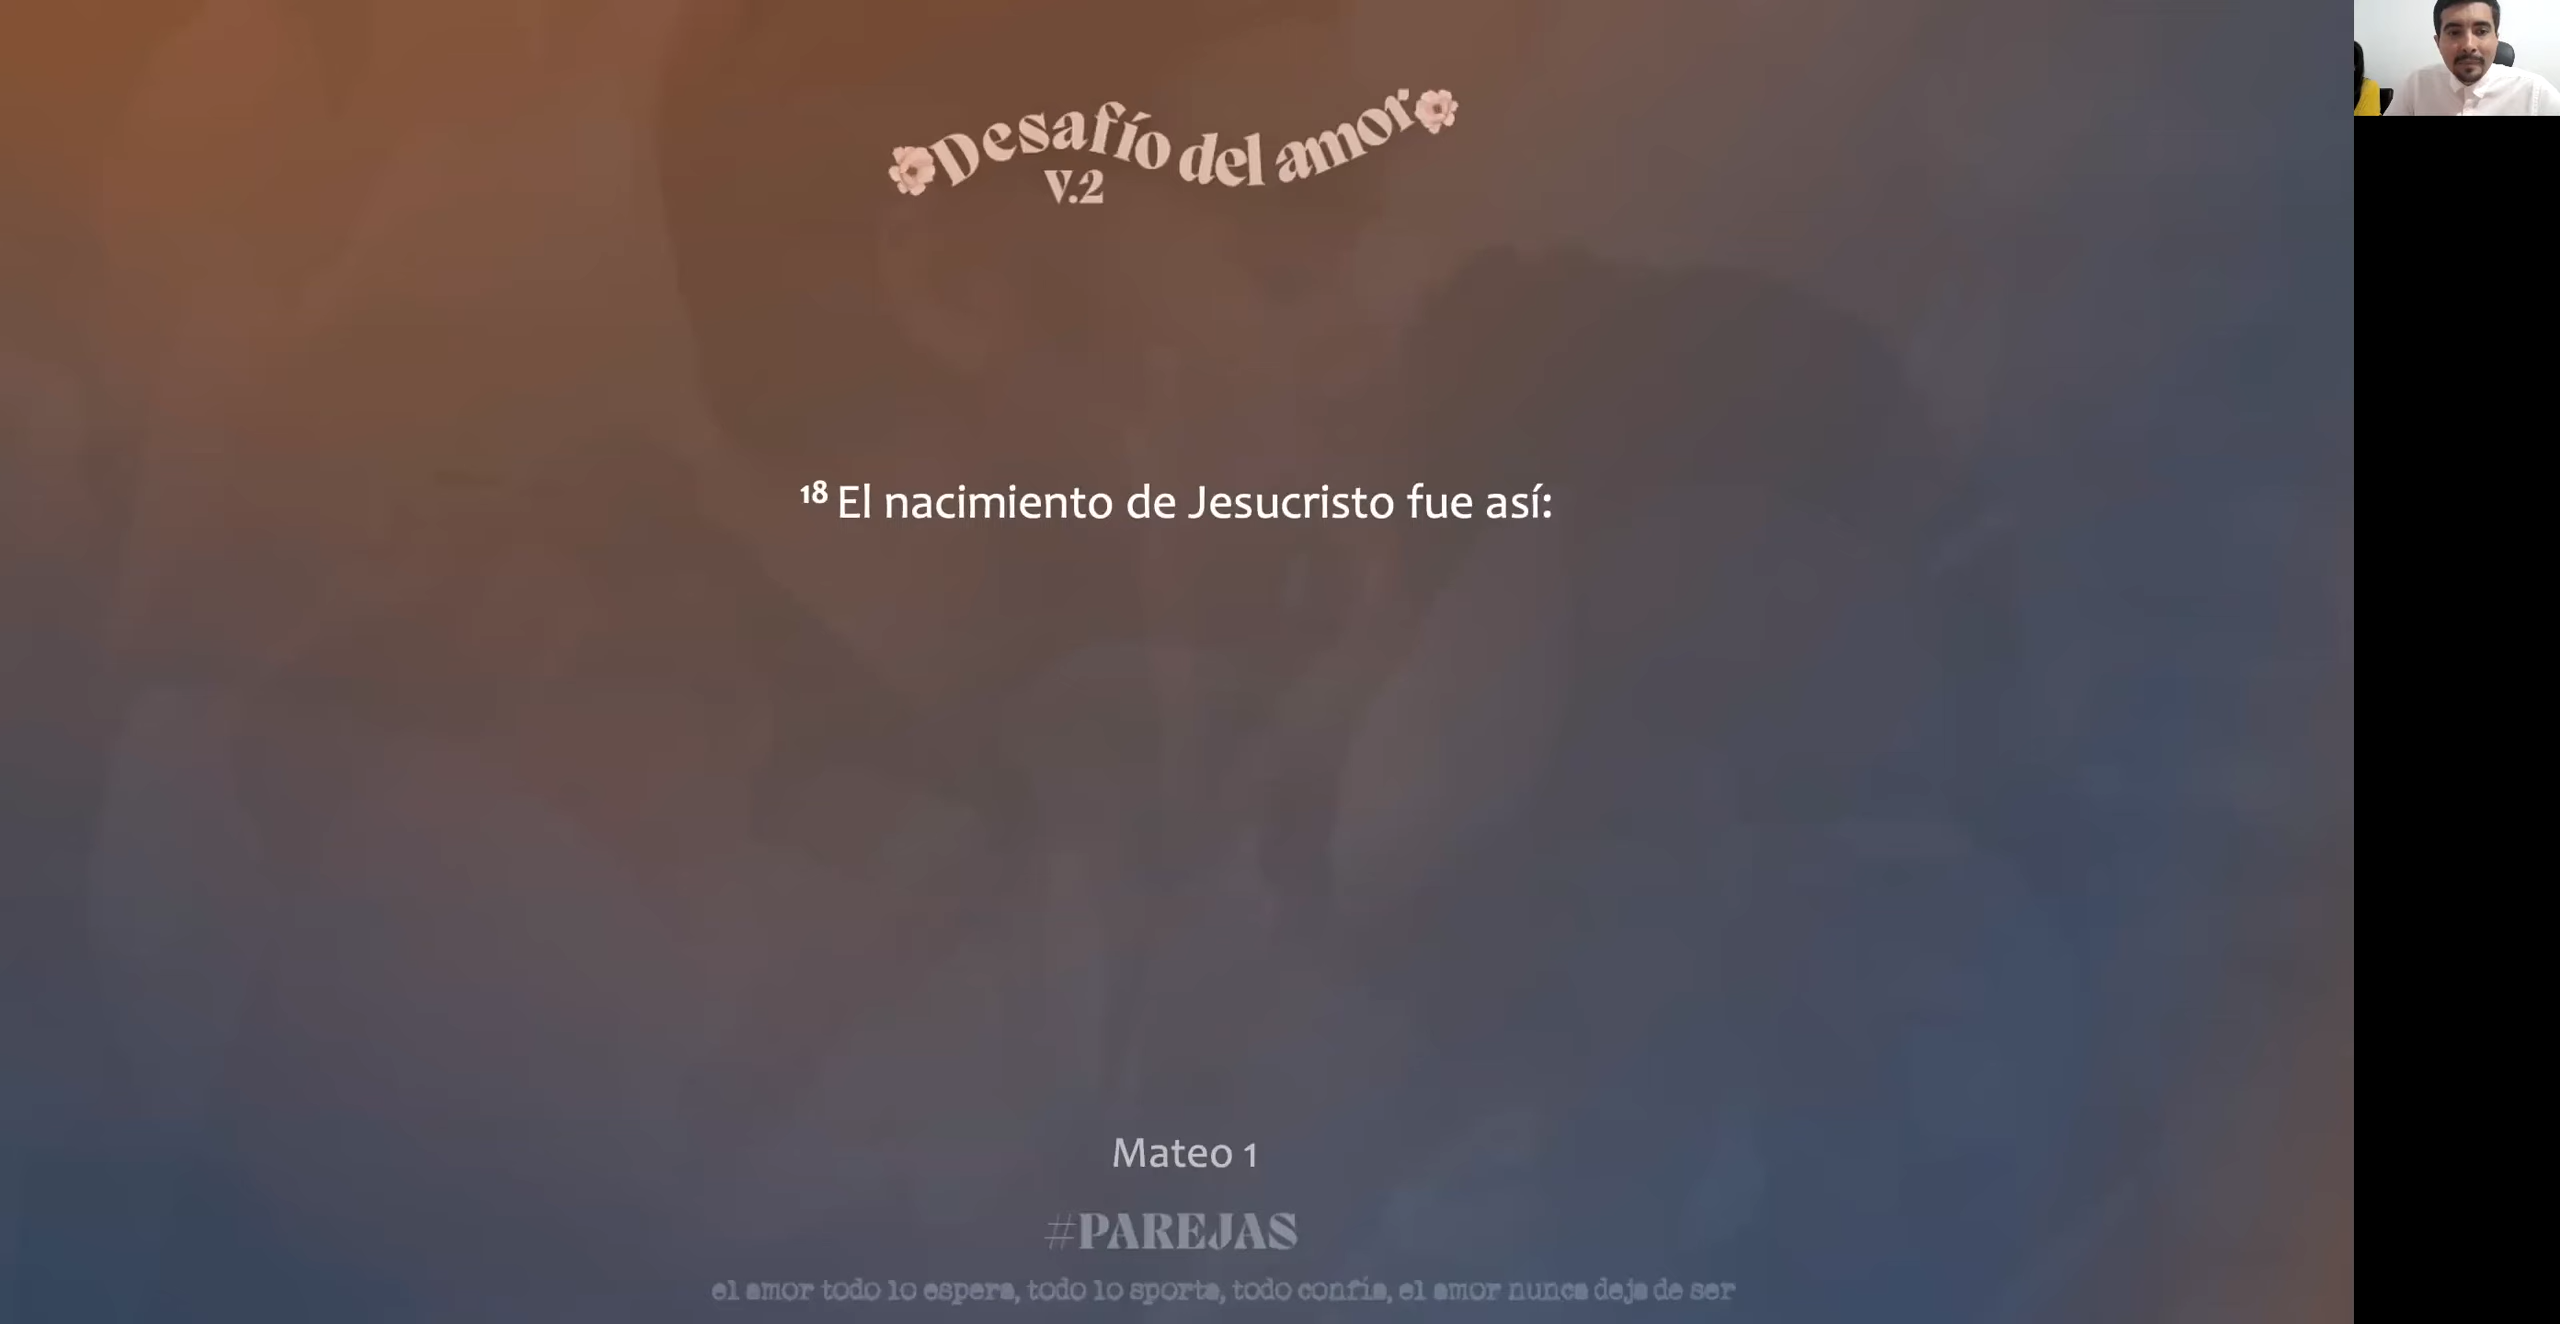 Desafío del amor
V.2
18 El nacimiento de Jesucristo fue así:
Mateo 1
#PAREJAS
el amor todo lo espera, todo lo sporta, todo confía, el amor nunca deja de ser